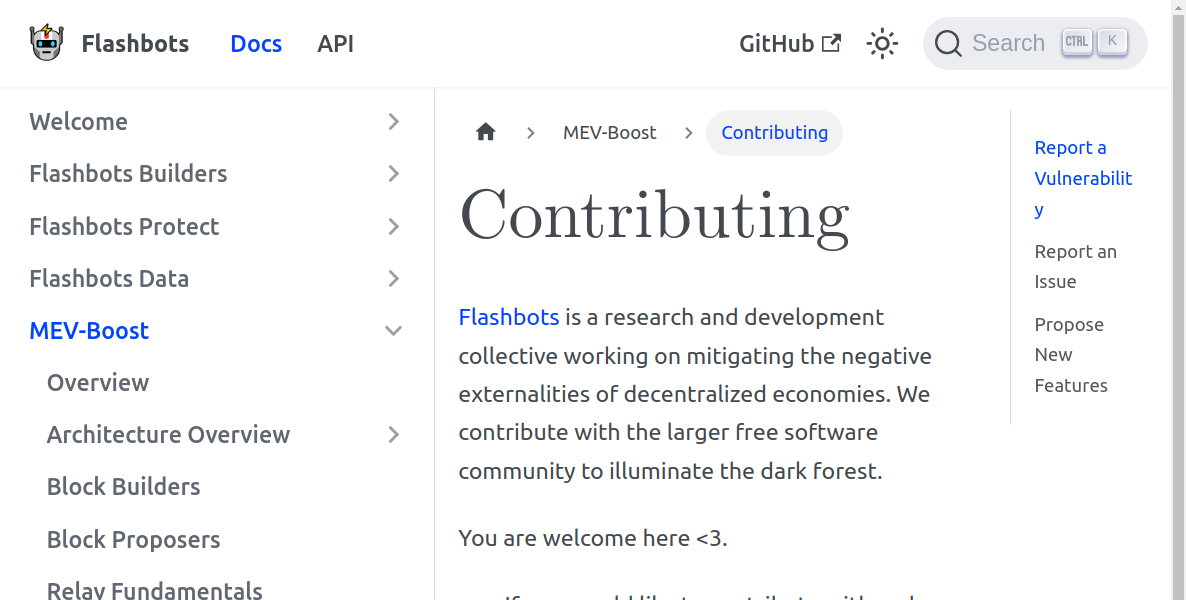 Flashbots
Docs
API
GitHub
Search CTRL K
Welcome
Flashbots Builders
Flashbots Protect
Flashbots Data
MEV-Boost
Overview
Architecture Overview
Block Builders
Block Proposers
Relay Fundamentals
MEV-Boost
Contributing
Contributing
Flashbots is a research and development
collective working on mitigating the negative
externalities of decentralized economies. We
contribute with the larger free software
community to illuminate the dark forest.
You are welcome here <3.
Report a
Vulnerabilit
y
Report an
Issue
Propose
New
Features